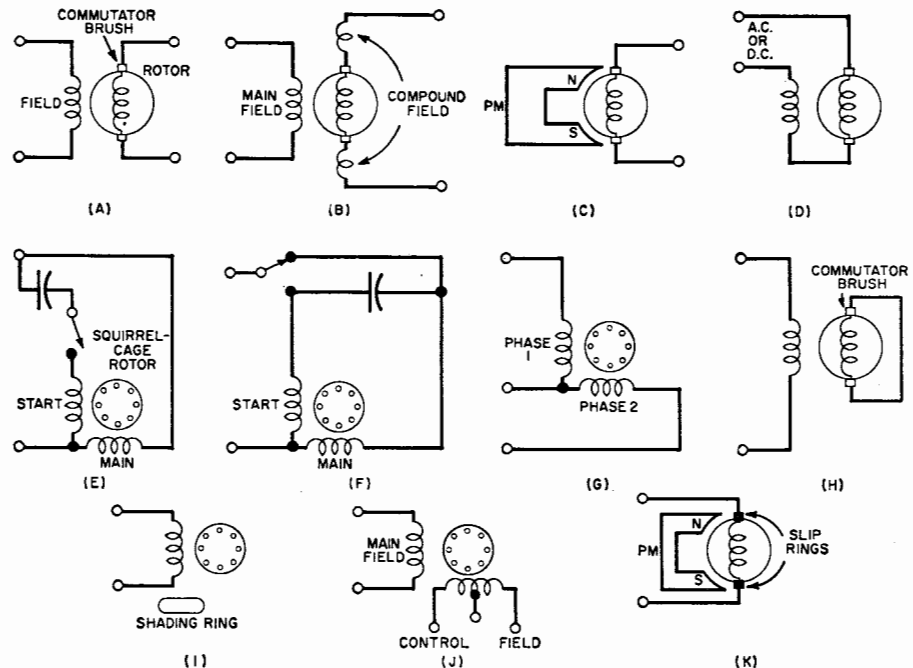 COMMUTATOR
BRUSH
FIELD
ROTOR
(A)
MAIN
FIELD
COMPOUND
FIELD
(B)
PM
N
S
(C)
A.C.
OR
D.C.
(D)
SQUIRREL-
CAGE
ROTOR
START
MAIN
(E)
START
MAIN
(F)
PHASE
1
PHASE 2
(G)
COMMUTATOR
BRUSH
(H)
SHADING RING
(I)
MAIN
FIELD
CONTROL
FIELD
(J)
PM
N
S
SLIP
RINGS
(K)